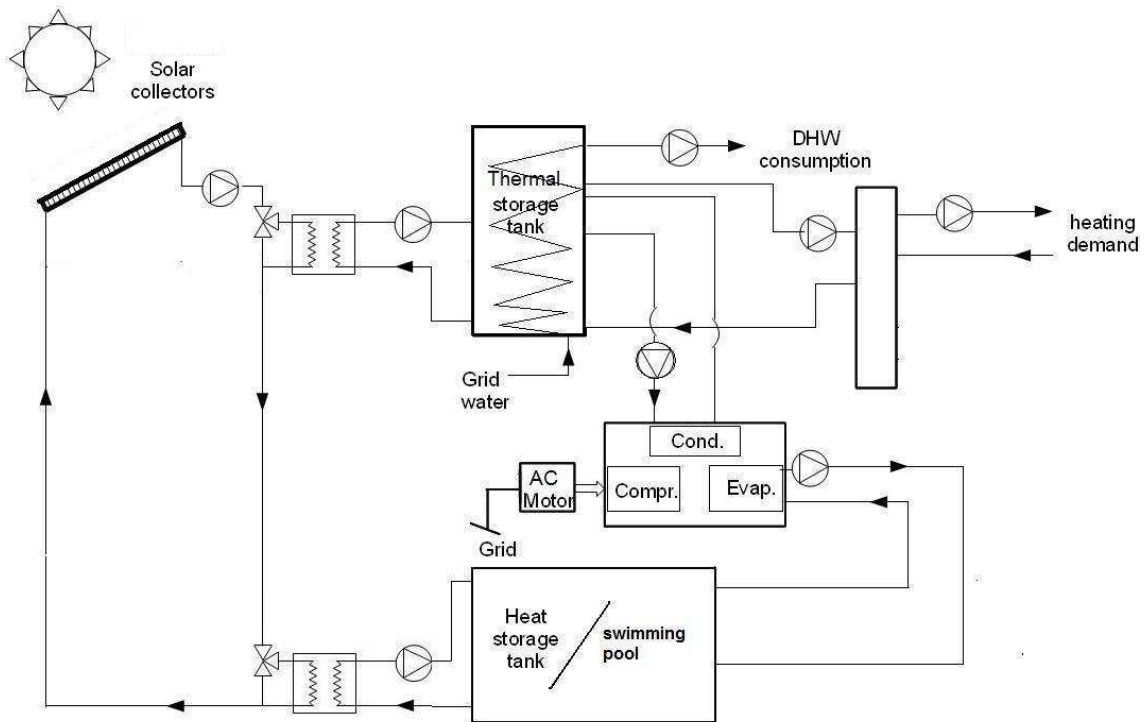 Solar
collectors
DHW
consumption
Thermal
storage
tank
heating
demand
Grid
water
Cond.
AC
Motor
Compr.
Evap.
Grid
Heat
storage
tank
swimming
pool